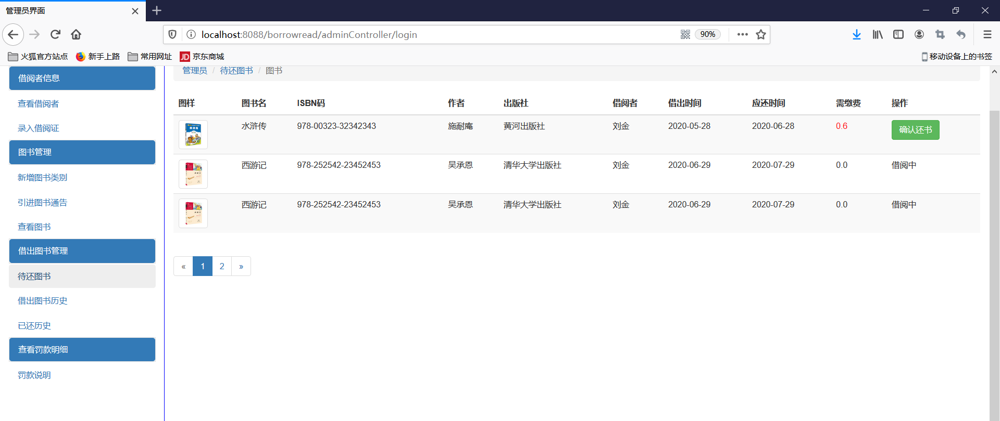 管理员界面
localhost:8088/borrowread/adminController/login
90%
火狐官方站点 新手上路 常用网址 JD 京东商城 移动设备上的书签
管理员 / 待还图书 / 图书
借阅者信息
查看借阅者
录入借阅证
图书管理
新增图书类别
引进图书通告
查看图书
借出图书管理
待还图书
借出图书历史
已还历史
查看罚款明细
罚款说明
图样 图书名 ISBN码 作者 出版社 借阅者 借出时间 应还时间 需缴费 操作
水浒传 978-00323-32342343 施耐庵 黄河出版社 刘金 2020-05-28 2020-06-28 0.6 确认还书
西游记 978-252542-23452453 吴承恩 清华大学出版社 刘金 2020-06-29 2020-07-29 0.0 借阅中
西游记 978-252542-23452453 吴承恩 清华大学出版社 刘金 2020-06-29 2020-07-29 0.0 借阅中
« 1 2 »